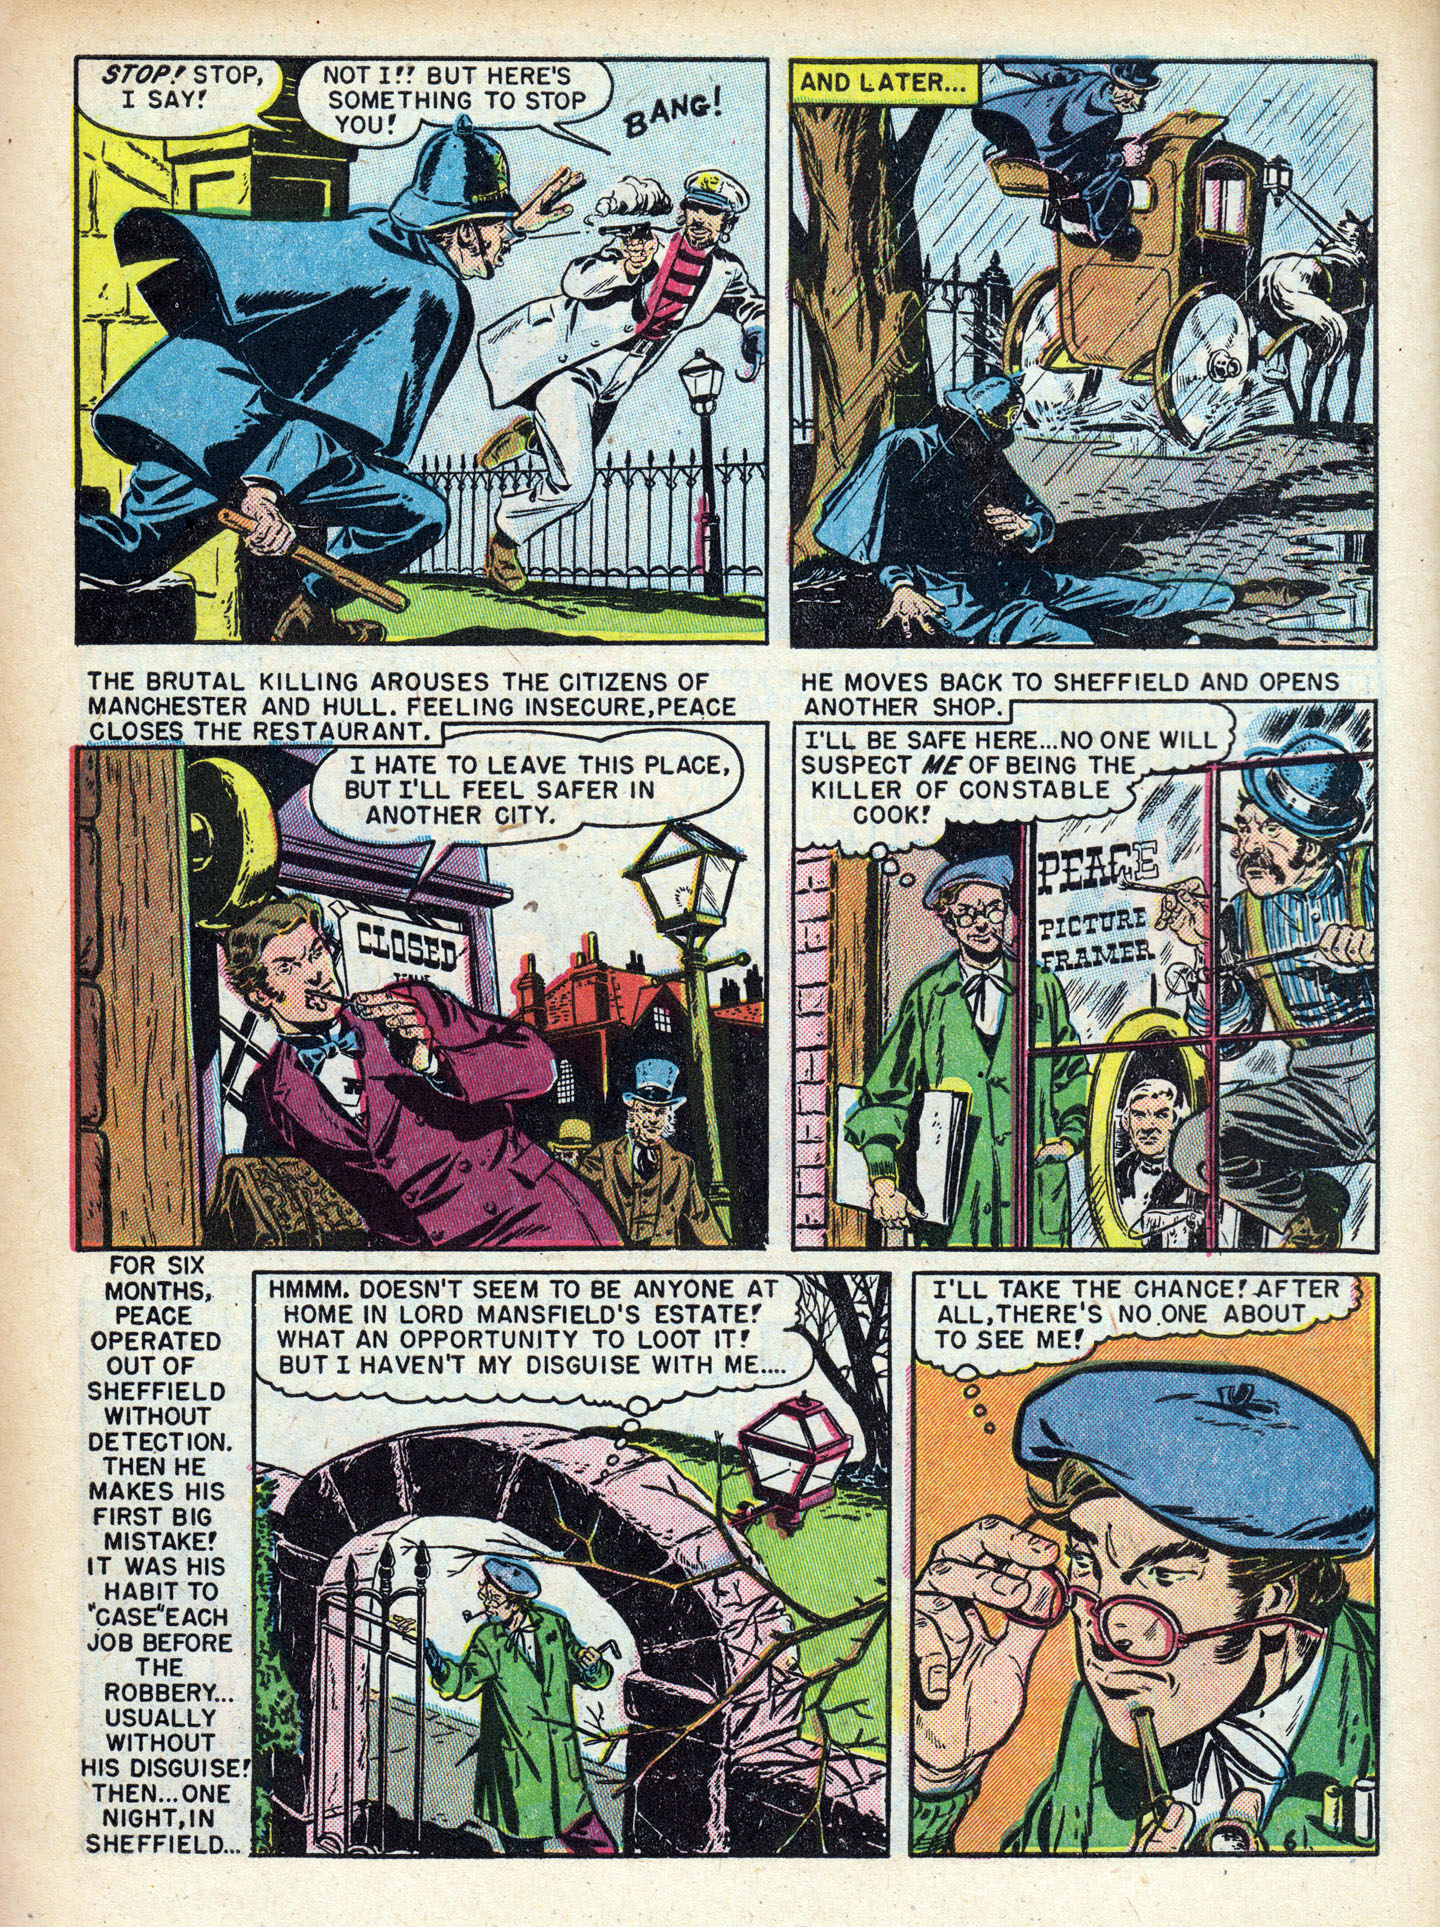 STOP! STOP,
I SAY!
NOT I!! BUT HERE'S
SOMETHING TO STOP
YOU!
BANG!
AND LATER...
THE BRUTAL KILLING AROUSES THE CITIZENS OF
MANCHESTER AND HULL. FEELING INSECURE, PEACE
CLOSES THE RESTAURANT.
I HATE TO LEAVE THIS PLACE,
BUT I'LL FEEL SAFER IN
ANOTHER CITY.
CLOSED
HE MOVES BACK TO SHEFFIELD AND OPENS
ANOTHER SHOP.
I'LL BE SAFE HERE...NO ONE WILL
SUSPECT ME OF BEING THE
KILLER OF CONSTABLE
COOK!
PEACE
PICTURE
FRAMER
FOR SIX
MONTHS,
PEACE
OPERATED
OUT OF
SHEFFIELD
WITHOUT
DETECTION.
THEN HE
MAKES HIS
FIRST BIG
MISTAKE!
IT WAS HIS
HABIT TO
"CASE" EACH
JOB BEFORE
THE
ROBBERY...
USUALLY
WITHOUT
HIS DISGUISE!
THEN...ONE
NIGHT, IN
SHEFFIELD...
HMMM. DOESN'T SEEM TO BE ANYONE AT
HOME IN LORD MANSFIELD'S ESTATE!
WHAT AN OPPORTUNITY TO LOOT IT!
BUT I HAVEN'T MY DISGUISE WITH ME....
I'LL TAKE THE CHANCE! AFTER
ALL, THERE'S NO ONE ABOUT
TO SEE ME!
6